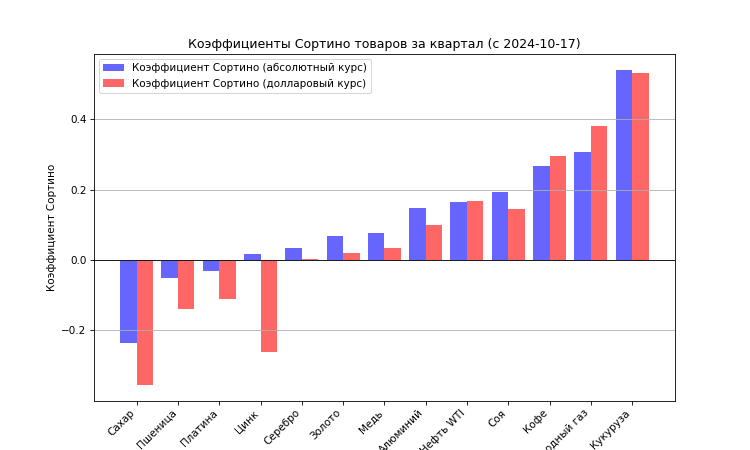 Коэффициенты Сортино товаров за квартал (с 2024-10-17)
Коэффициент Сортино (абсолютный курс)
Коэффициент Сортино (долларовый курс)
Коэффициент Сортино
0.4
0.2
0.0
−0.2
Сахар
Пшеница
Платина
Цинк
Серебро
Золото
Медь
Алюминий
Нефть WTI
Соя
Кофе
газ
Кукуруза